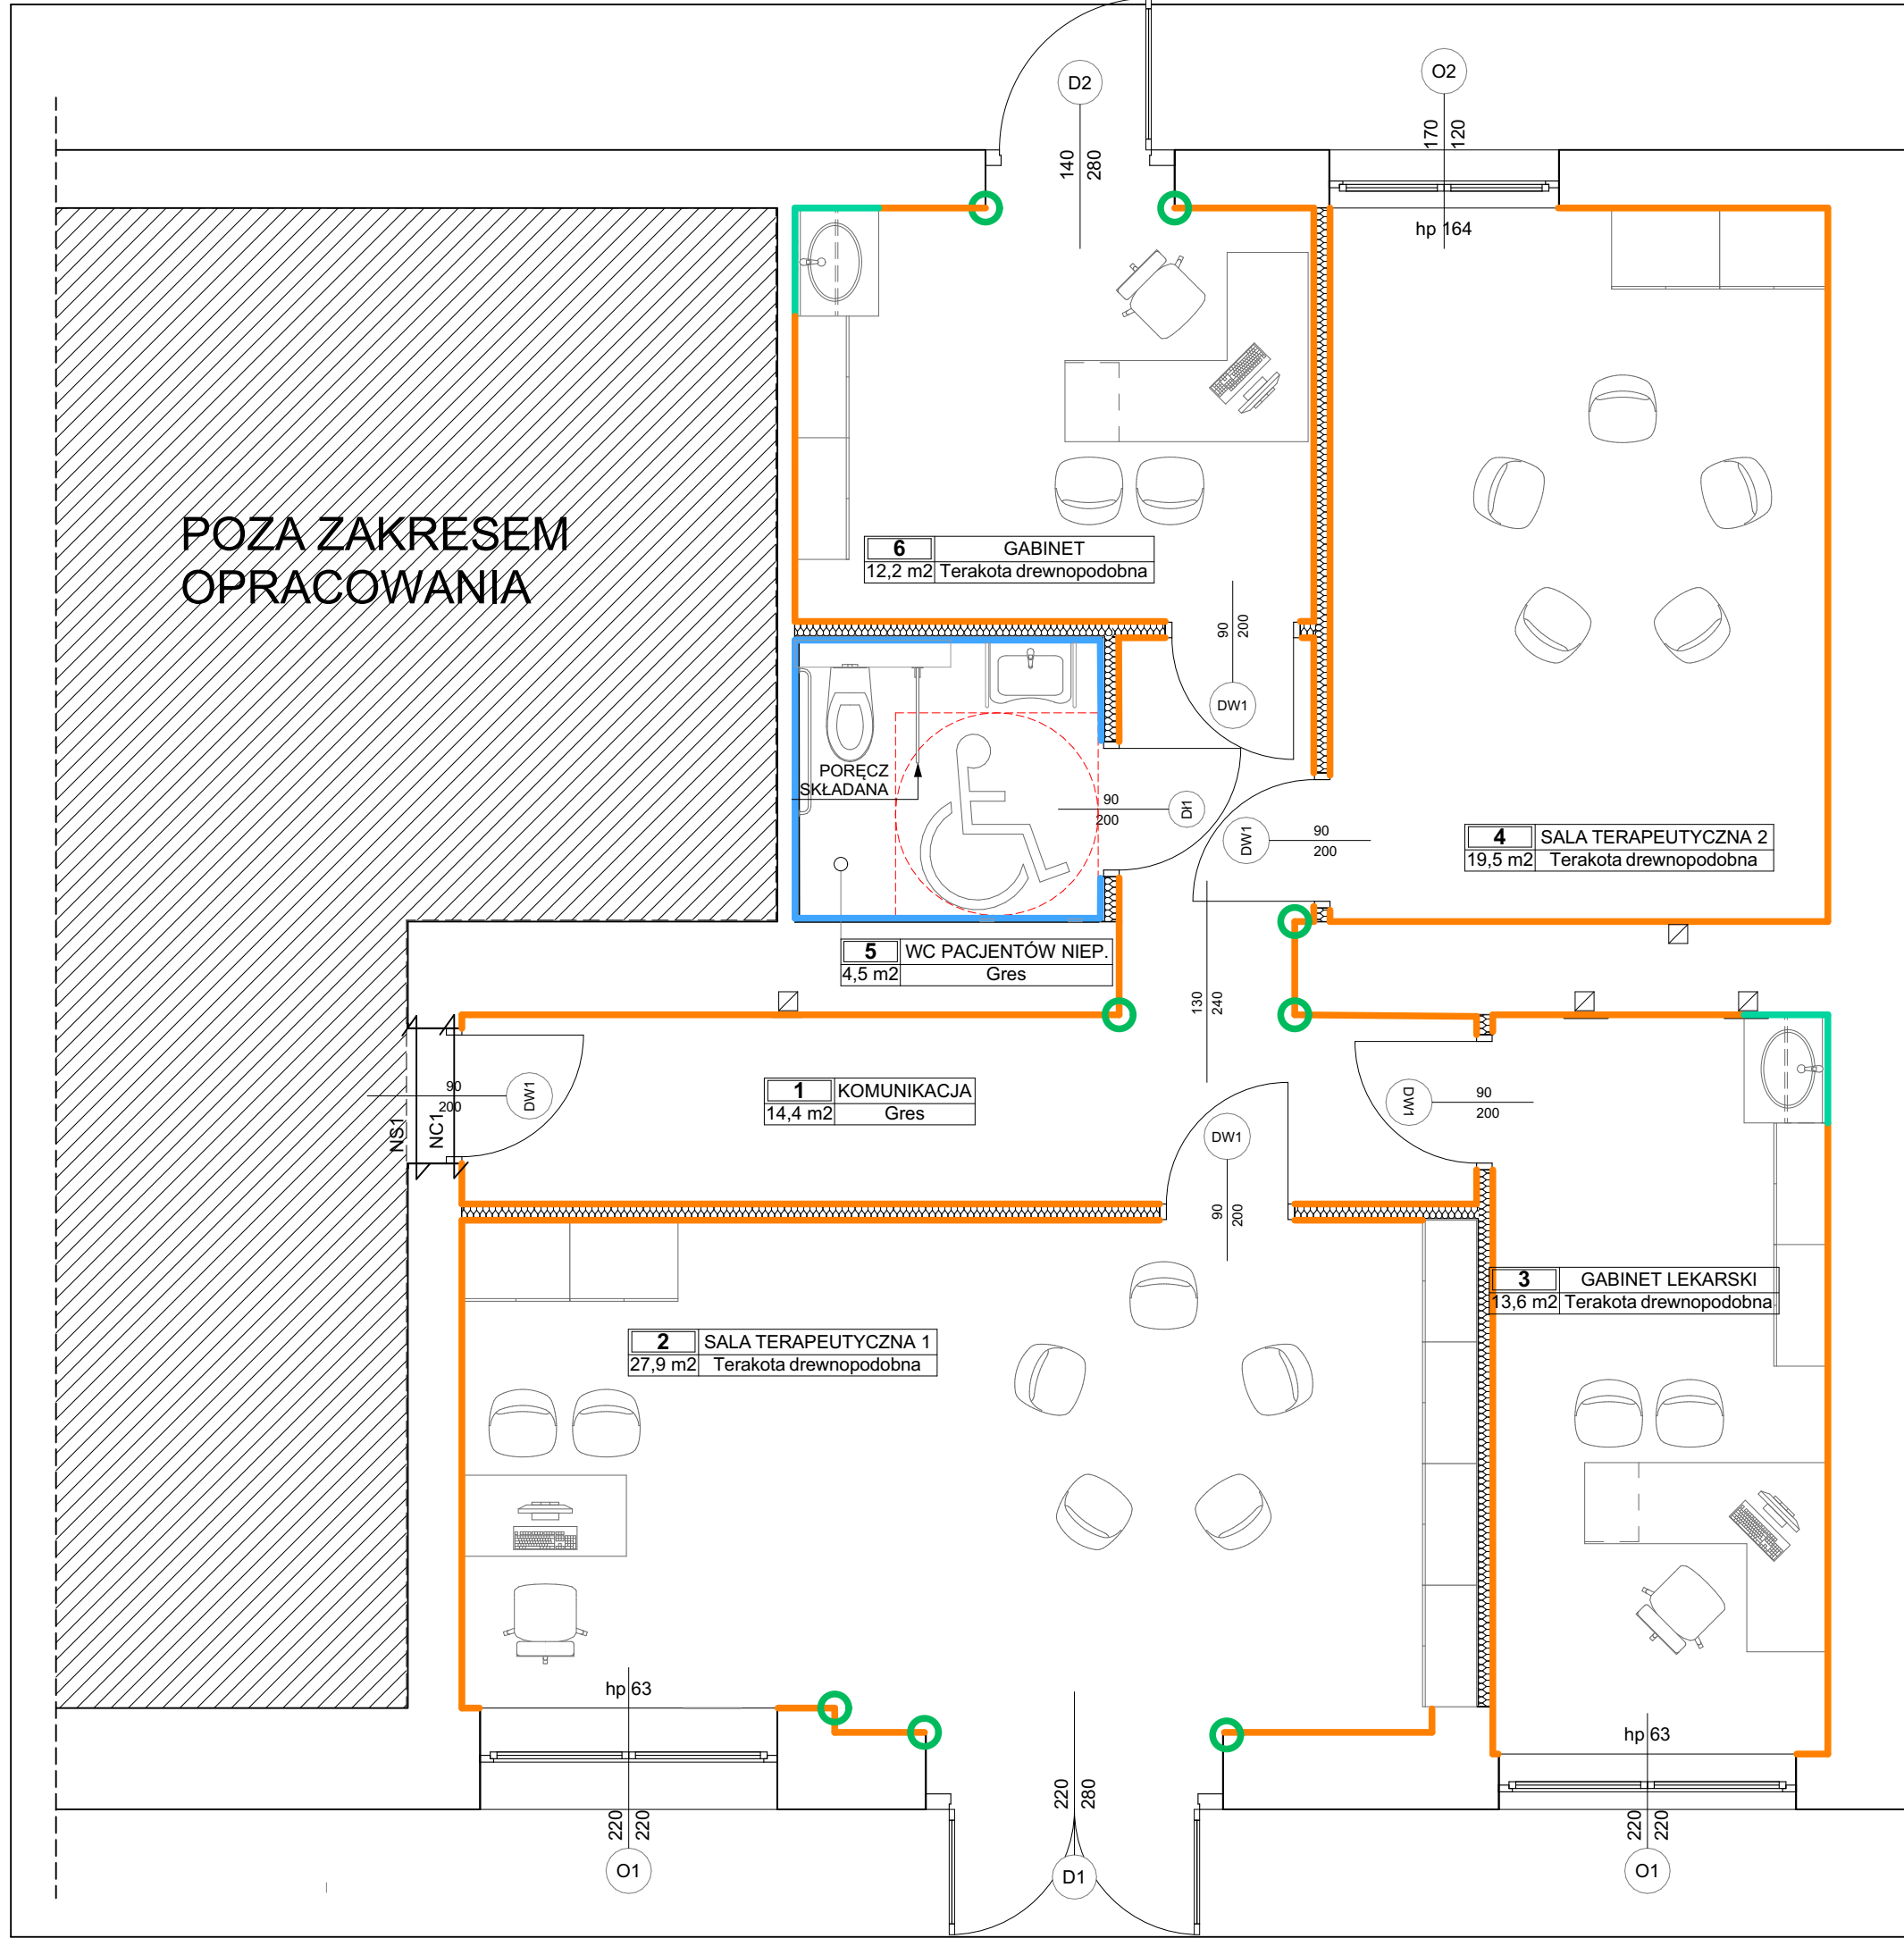 D2
140
280
O2
170
120
hp 164
POZA ZAKRESEM
OPRACOWANIA
6 GABINET
12,2 m2 Terakota drewnopodobna
90
200
DW1
PORĘCZ
SKŁADANA
90
200
DŁ1
DW1
90
200
4 SALA TERAPEUTYCZNA 2
19,5 m2 Terakota drewnopodobna
5 WC PACJENTÓW NIEP.
4,5 m2 Gres
130
240
1 KOMUNIKACJA
14,4 m2 Gres
90
200
DW1
NS1
NC1
DW1
90
200
DW1
90
200
3 GABINET LEKARSKI
13,6 m2 Terakota drewnopodobna
2 SALA TERAPEUTYCZNA 1
27,9 m2 Terakota drewnopodobna
hp 63
hp 63
220
220
O1
220
280
D1
220
220
O1